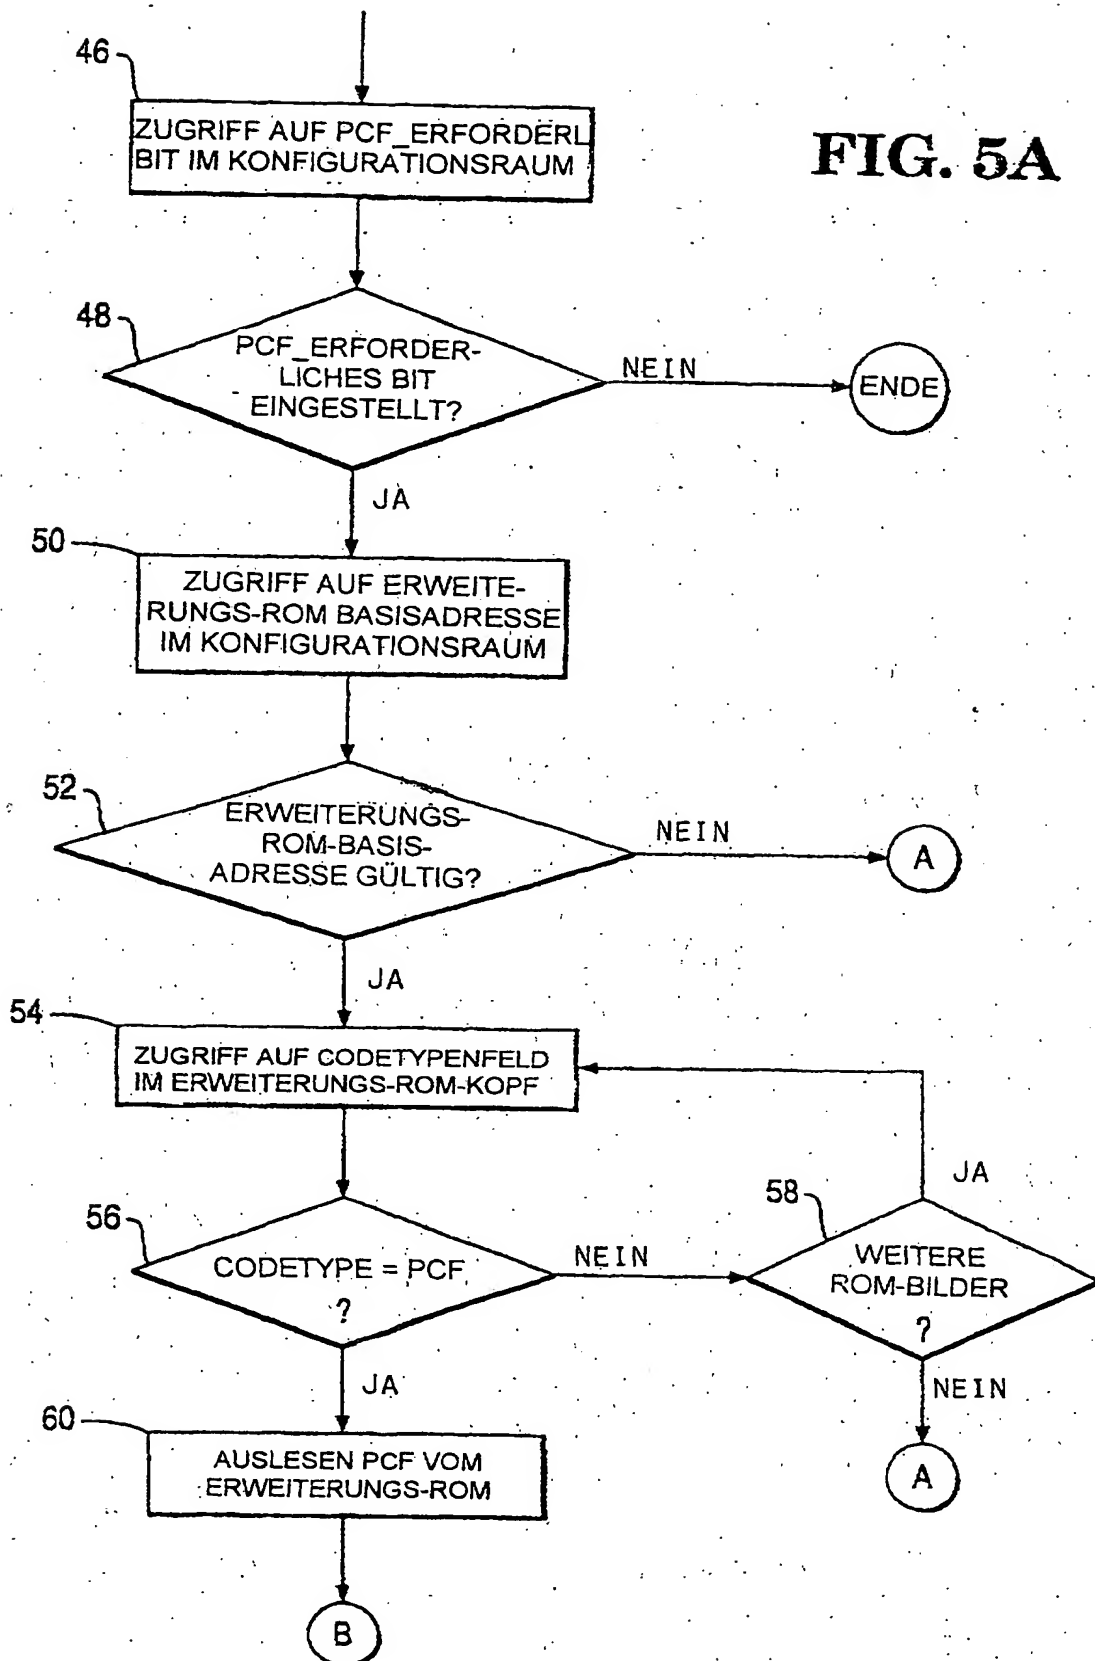 46
ZUGRIFF AUF PCF_ERFORDERL
BIT IM KONFIGURATIONSRAUM
FIG. 5A
48
PCF_ERFORDER-
LICHES BIT
EINGESTELLT?
NEIN
ENDE
JA
50
ZUGRIFF AUF ERWEITE-
RUNGS-ROM BASISADRESSE
IM KONFIGURATIONSRAUM
52
ERWEITERUNGS-
ROM-BASIS-
ADRESSE GÜLTIG?
NEIN
A
JA
54
ZUGRIFF AUF CODETYPENFELD
IM ERWEITERUNGS-ROM-KOPF
56
CODETYPE = PCF
?
NEIN
58
JA
WEITERE
ROM-BILDER
?
NEIN
A
JA
60
AUSLESEN PCF VOM
ERWEITERUNGS-ROM
B